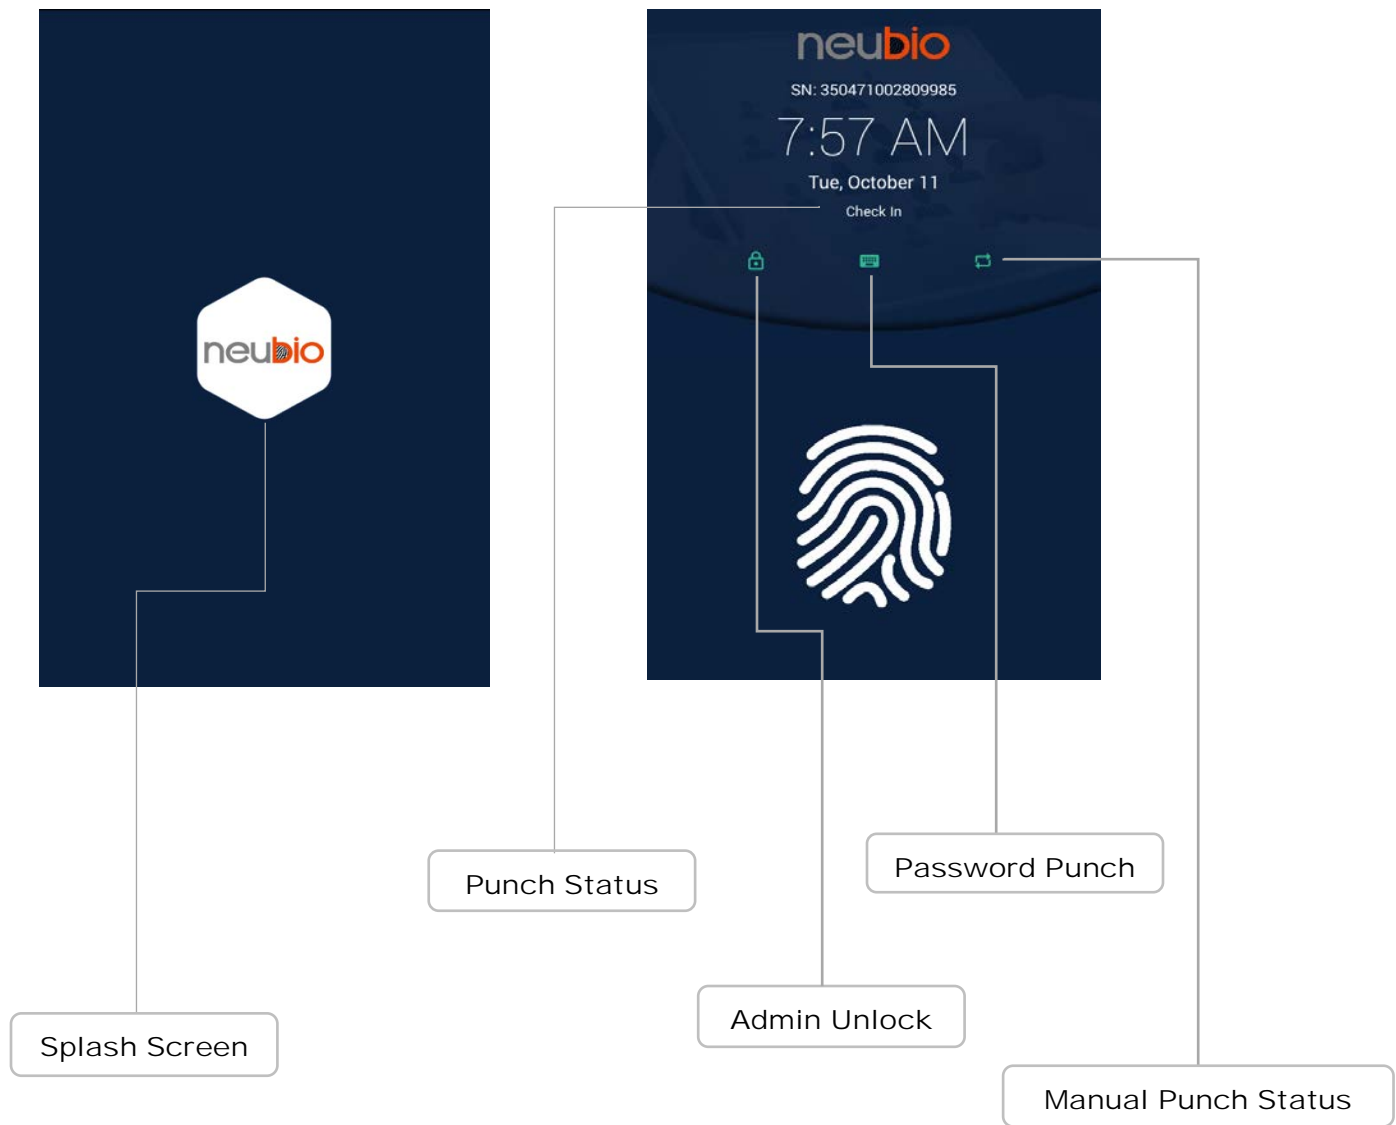 neubio
neubio
SN: 350471002809985
7:57 AM
Tue, October 11
Check In
Punch Status
Password Punch
Admin Unlock
Splash Screen
Manual Punch Status